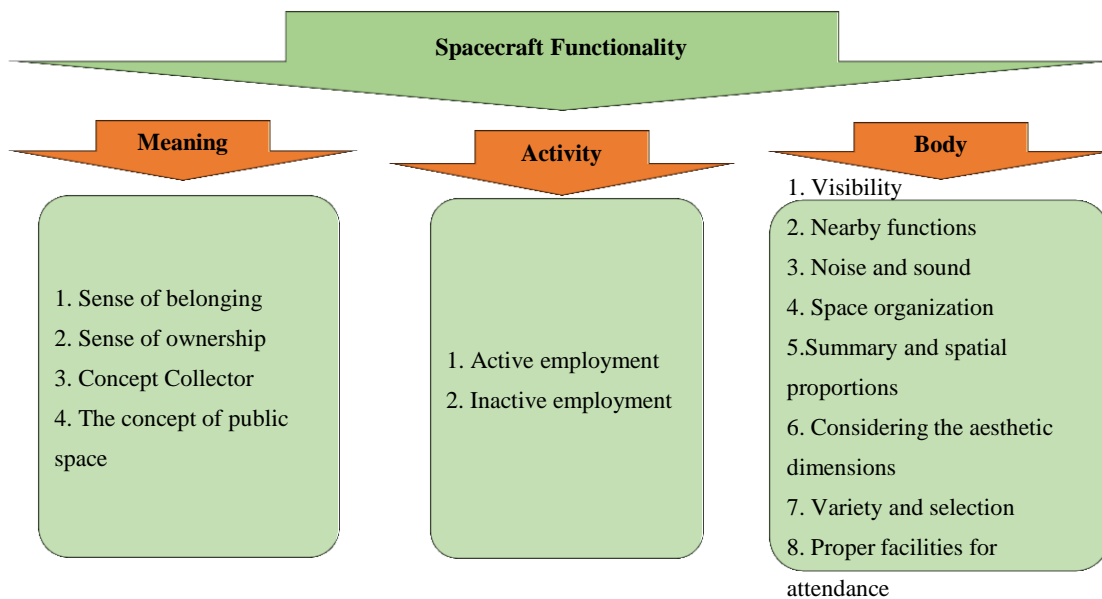 Spacecraft Functionality
Meaning
1. Sense of belonging
2. Sense of ownership
3. Concept Collector
4. The concept of public
space
Activity
1. Active employment
2. Inactive employment
Body
1. Visibility
2. Nearby functions
3. Noise and sound
4. Space organization
5.Summary and spatial
proportions
6. Considering the aesthetic
dimensions
7. Variety and selection
8. Proper facilities for
attendance